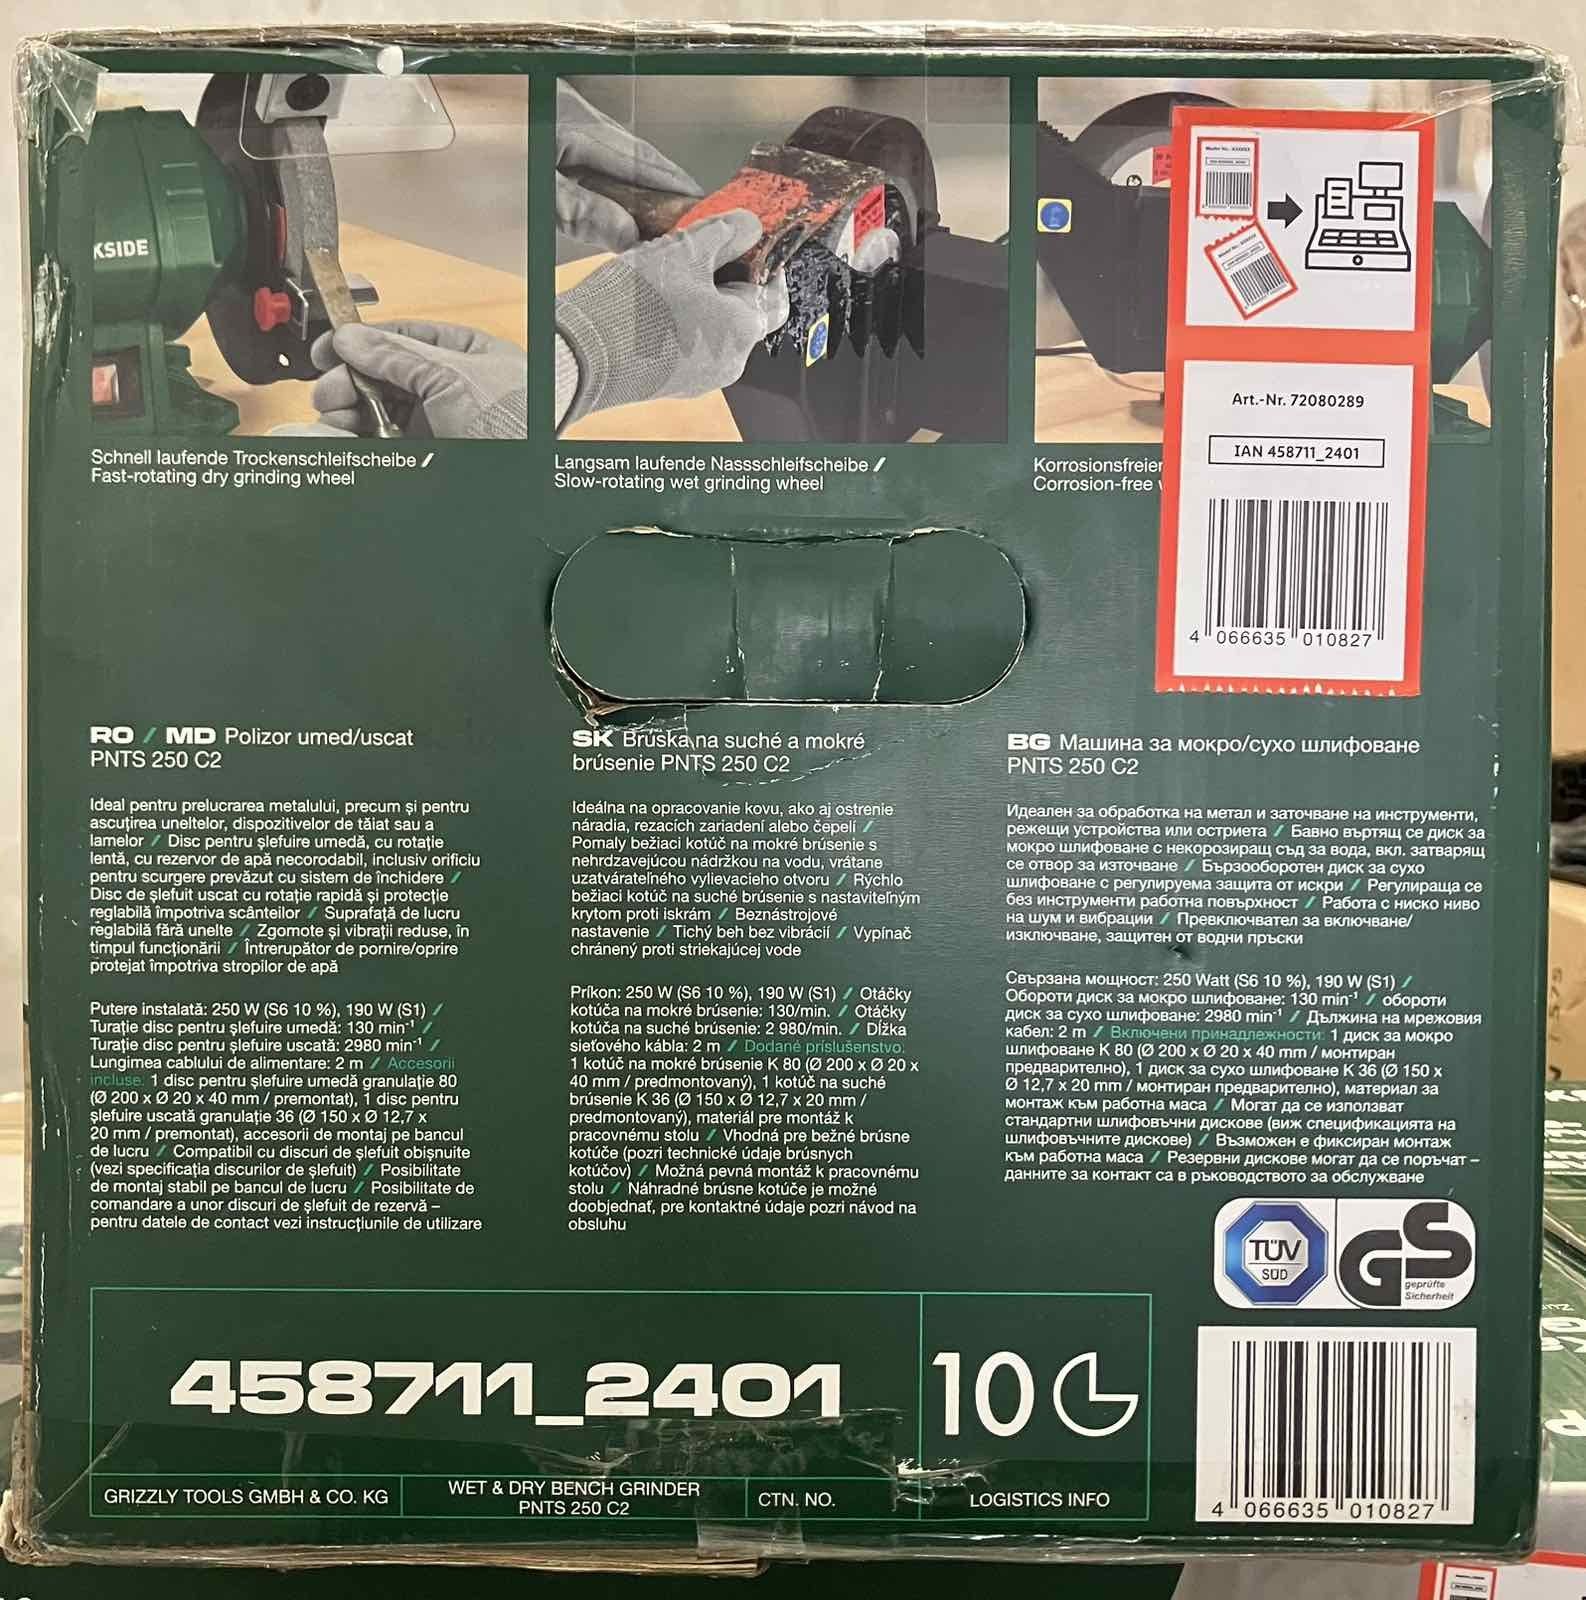 KSIDE
Schnell laufende Trockenschleifscheibe /
Fast-rotating dry grinding wheel
Langsam laufende Nassschleifscheibe /
Slow-rotating wet grinding wheel
Korrosionsfreier
Corrosion-free
Art.-Nr. 72080289
IAN 458711_2401
4 066635 010827
RO / MD Polizor umed/uscat
PNTS 250 C2
Ideal pentru prelucrarea metalului, precum și pentru
ascuțirea uneltelor, dispozitivelor de tăiat sau a
lamelor / Disc pentru șlefuire umedă, cu rotație
lentă, cu rezervor de apă necorodabil, inclusiv orificiu
pentru scurgere prevăzut cu sistem de închidere /
Disc de șlefuit uscat cu rotație rapidă și protecție
reglabilă împotriva scânteilor / Suprafață de lucru
reglabilă fără unelte / Zgomote și vibrații reduse, în
timpul funcționării / Întrerupător de pornire/oprire
protejat împotriva stropilor de apă
Putere instalată: 250 W (S6 10 %), 190 W (S1) /
Turație disc pentru șlefuire umedă: 130 min⁻¹ /
Turație disc pentru șlefuire uscată: 2980 min⁻¹ /
Lungimea cablului de alimentare: 2 m / Accesorii
incluse: 1 disc pentru șlefuire umedă granulație 80
(Ø 200 x Ø 20 x 40 mm / premontat), 1 disc pentru
șlefuire uscată granulație 36 (Ø 150 x Ø 12,7 x
20 mm / premontat), accesorii de montaj pe bancul
de lucru / Compatibil cu discuri de șlefuit obișnuite
(vezi specificația discurilor de șlefuit) / Posibilitate
de montaj stabil pe bancul de lucru / Posibilitate de
comandare a unor discuri de șlefuit de rezervă –
pentru datele de contact vezi instrucțiunile de utilizare
SK Brúska na suché a mokré
brúsenie PNTS 250 C2
Ideálna na opracovanie kovu, ako aj ostrenie
náradia, rezacích zariadení alebo čepelí /
Pomaly bežiaci kotúč na mokré brúsenie s
nehrdzavejúcou nádržkou na vodu, vrátane
uzatvárateľného vylievacieho otvoru / Rýchlo
bežiaci kotúč na suché brúsenie s nastaviteľným
krytom proti iskrám / Beznástrojové
nastavenie / Tichý beh bez vibrácií / Vypínač
chránený proti striekajúcej vode
Príkon: 250 W (S6 10 %), 190 W (S1) / Otáčky
kotúča na mokré brúsenie: 130/min. / Otáčky
kotúča na suché brúsenie: 2 980/min. / Dĺžka
sieťového kábla: 2 m / Dodané príslušenstvo:
1 kotúč na mokré brúsenie K 80 (Ø 200 x Ø 20 x
40 mm / predmontovaný), 1 kotúč na suché
brúsenie K 36 (Ø 150 x Ø 12,7 x 20 mm /
predmontovaný), materiál pre montáž k
pracovnému stolu / Vhodná pre bežné brúsne
kotúče (pozri technické údaje brúsnych
kotúčov) / Možná pevná montáž k pracovnému
stolu / Náhradné brúsne kotúče je možné
doobjednať, pre kontaktné údaje pozri návod na
obsluhu
BG Машина за мокро/сухо шлифоване
PNTS 250 C2
Идеален за обработка на метал и заточване на инструменти,
режещи устройства или остриета / Бавно въртящ се диск за
мокро шлифоване с некорозиращ съд за вода, вкл. затварящ
се отвор за източване / Бързооборотен диск за сухо
шлифоване с регулируема защита от искри / Регулираща се
без инструменти работна повърхност / Работа с ниско ниво
на шум и вибрации / Превключвател за включване/
изключване, защитен от водни пръски
Свързана мощност: 250 Watt (S6 10 %), 190 W (S1) /
Обороти диск за мокро шлифоване: 130 min⁻¹ / обороти
диск за сухо шлифоване: 2980 min⁻¹ / Дължина на мрежовия
кабел: 2 m / Включени принадлежности: 1 диск за мокро
шлифоване K 80 (Ø 200 x Ø 20 x 40 mm / монтиран
предварително), 1 диск за сухо шлифоване K 36 (Ø 150 x
Ø 12,7 x 20 mm / монтиран предварително), материал за
монтаж към работна маса / Могат да се използват
стандартни шлифовъчни дискове (виж спецификацията на
шлифовъчните дискове) / Възможен е фиксиран монтаж
към работна маса / Резервни дискове могат да се поръчат –
данните за контакт са в ръководството за обслужване
TÜV
SÜD
GS
geprüfte
Sicherheit
458711_2401
10
GRIZZLY TOOLS GMBH & CO. KG
WET & DRY BENCH GRINDER
PNTS 250 C2
CTN. NO.
LOGISTICS INFO
4 066635 010827